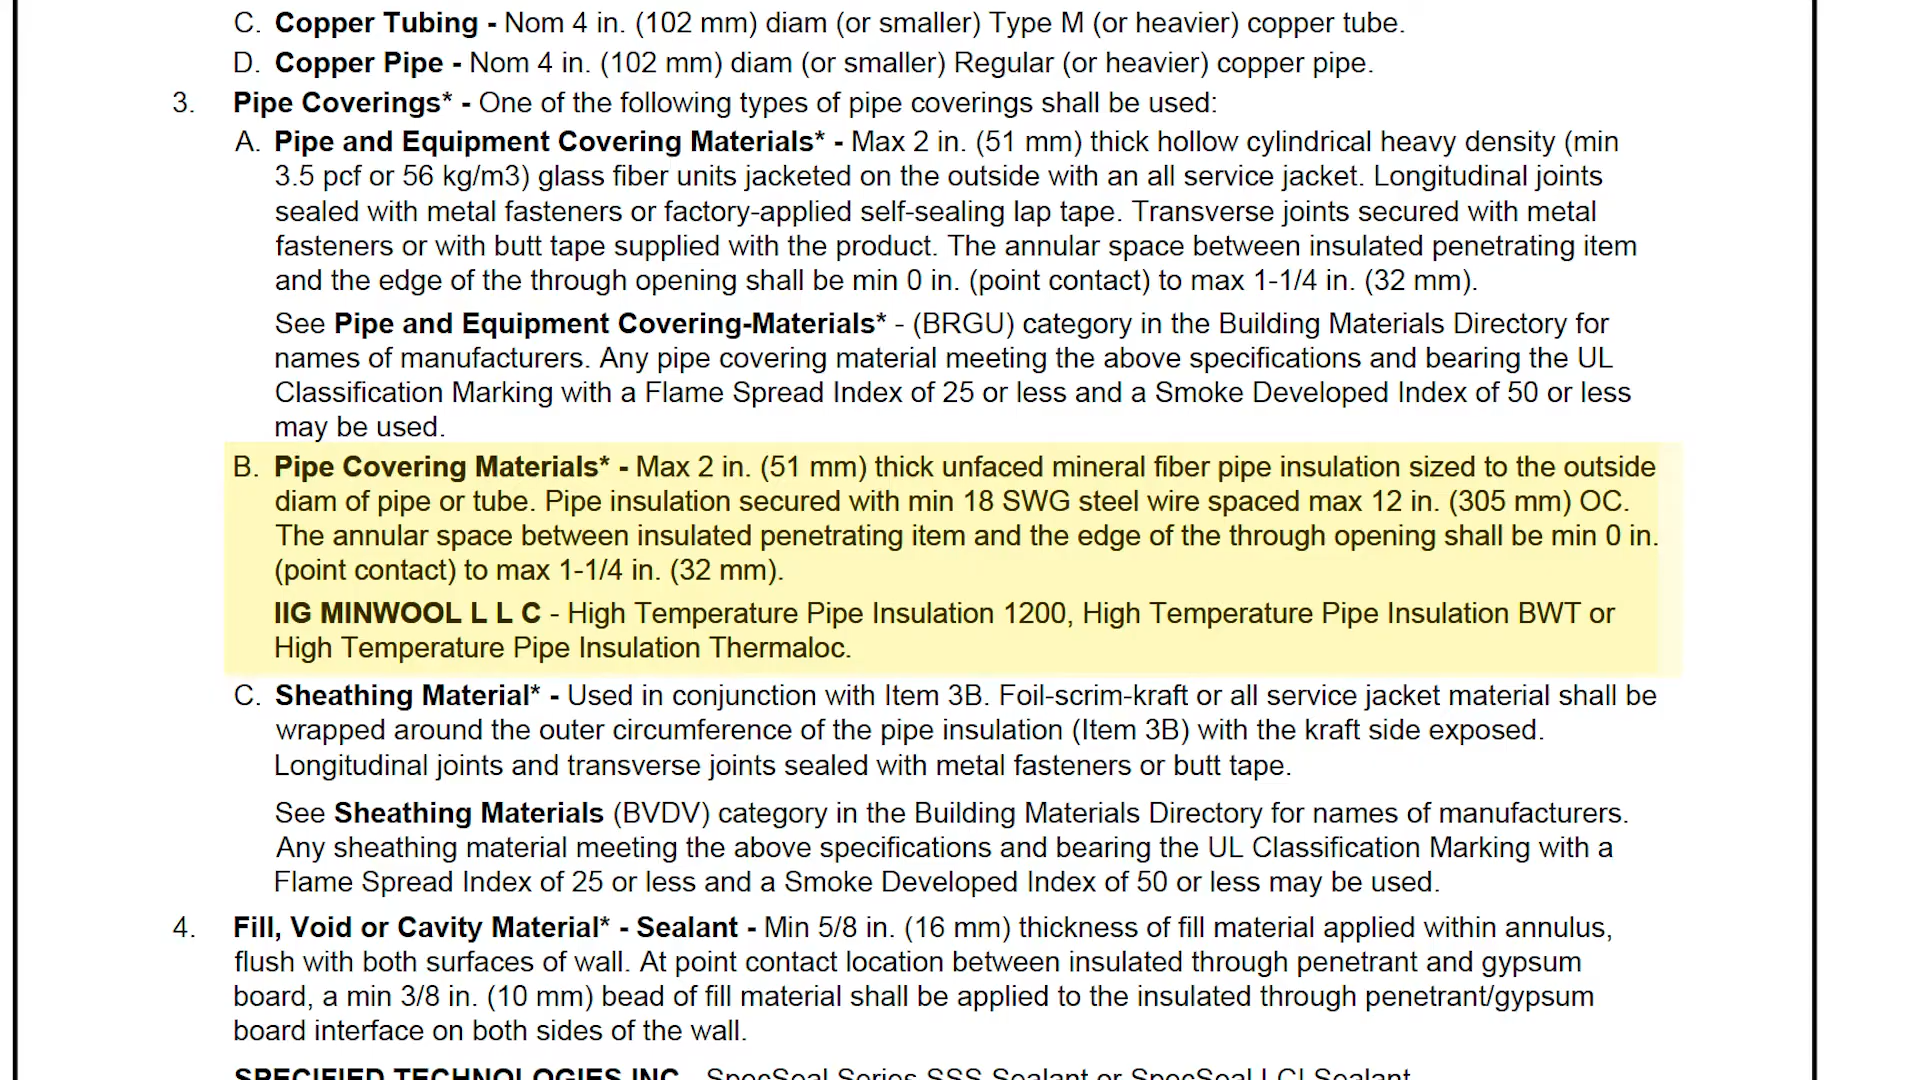 C. Copper Tubing - Nom 4 in. (102 mm) diam (or smaller) Type M (or heavier) copper tube.
D. Copper Pipe - Nom 4 in. (102 mm) diam (or smaller) Regular (or heavier) copper pipe.
3. Pipe Coverings* - One of the following types of pipe coverings shall be used:
A. Pipe and Equipment Covering Materials* - Max 2 in. (51 mm) thick hollow cylindrical heavy density (min
3.5 pcf or 56 kg/m3) glass fiber units jacketed on the outside with an all service jacket. Longitudinal joints
sealed with metal fasteners or factory-applied self-sealing lap tape. Transverse joints secured with metal
fasteners or with butt tape supplied with the product. The annular space between insulated penetrating item
and the edge of the through opening shall be min 0 in. (point contact) to max 1-1/4 in. (32 mm).
See Pipe and Equipment Covering-Materials* - (BRGU) category in the Building Materials Directory for
names of manufacturers. Any pipe covering material meeting the above specifications and bearing the UL
Classification Marking with a Flame Spread Index of 25 or less and a Smoke Developed Index of 50 or less
may be used.
B. Pipe Covering Materials* - Max 2 in. (51 mm) thick unfaced mineral fiber pipe insulation sized to the outside
diam of pipe or tube. Pipe insulation secured with min 18 SWG steel wire spaced max 12 in. (305 mm) OC.
The annular space between insulated penetrating item and the edge of the through opening shall be min 0 in.
(point contact) to max 1-1/4 in. (32 mm).
IIG MINWOOL L L C - High Temperature Pipe Insulation 1200, High Temperature Pipe Insulation BWT or
High Temperature Pipe Insulation Thermaloc.
C. Sheathing Material* - Used in conjunction with Item 3B. Foil-scrim-kraft or all service jacket material shall be
wrapped around the outer circumference of the pipe insulation (Item 3B) with the kraft side exposed.
Longitudinal joints and transverse joints sealed with metal fasteners or butt tape.
See Sheathing Materials (BVDV) category in the Building Materials Directory for names of manufacturers.
Any sheathing material meeting the above specifications and bearing the UL Classification Marking with a
Flame Spread Index of 25 or less and a Smoke Developed Index of 50 or less may be used.
4. Fill, Void or Cavity Material* - Sealant - Min 5/8 in. (16 mm) thickness of fill material applied within annulus,
flush with both surfaces of wall. At point contact location between insulated through penetrant and gypsum
board, a min 3/8 in. (10 mm) bead of fill material shall be applied to the insulated through penetrant/gypsum
board interface on both sides of the wall.
SPECIFIED TECHNOLOGIES INC - SpecSeal Series SSS Sealant or SpecSeal LCI Sealant